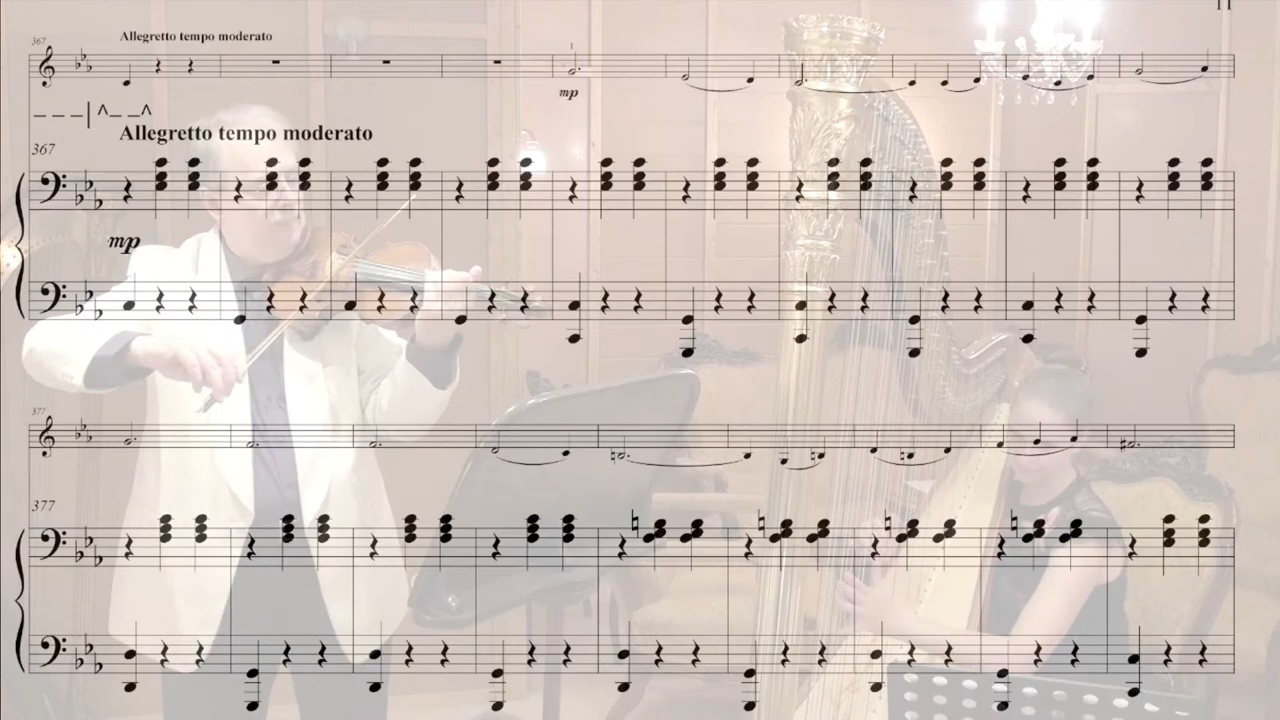 11
367
Allegretto tempo moderato
mp
_ _ _|^_ _^
Allegretto tempo moderato
367
mp
377
377